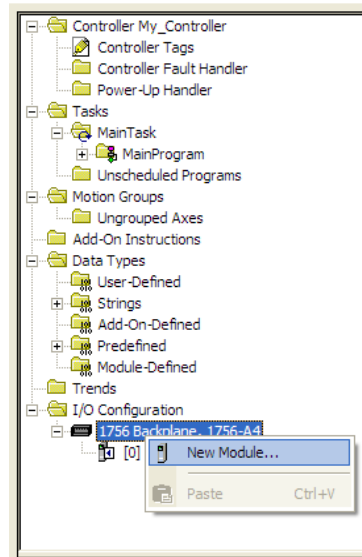 Controller My_Controller
Controller Tags
Controller Fault Handler
Power-Up Handler
Tasks
MainTask
MainProgram
Unscheduled Programs
Motion Groups
Ungrouped Axes
Add-On Instructions
Data Types
User-Defined
Strings
Add-On-Defined
Predefined
Module-Defined
Trends
I/O Configuration
1756 Backplane, 1756-A4
[0] New Module...
Paste Ctrl+V